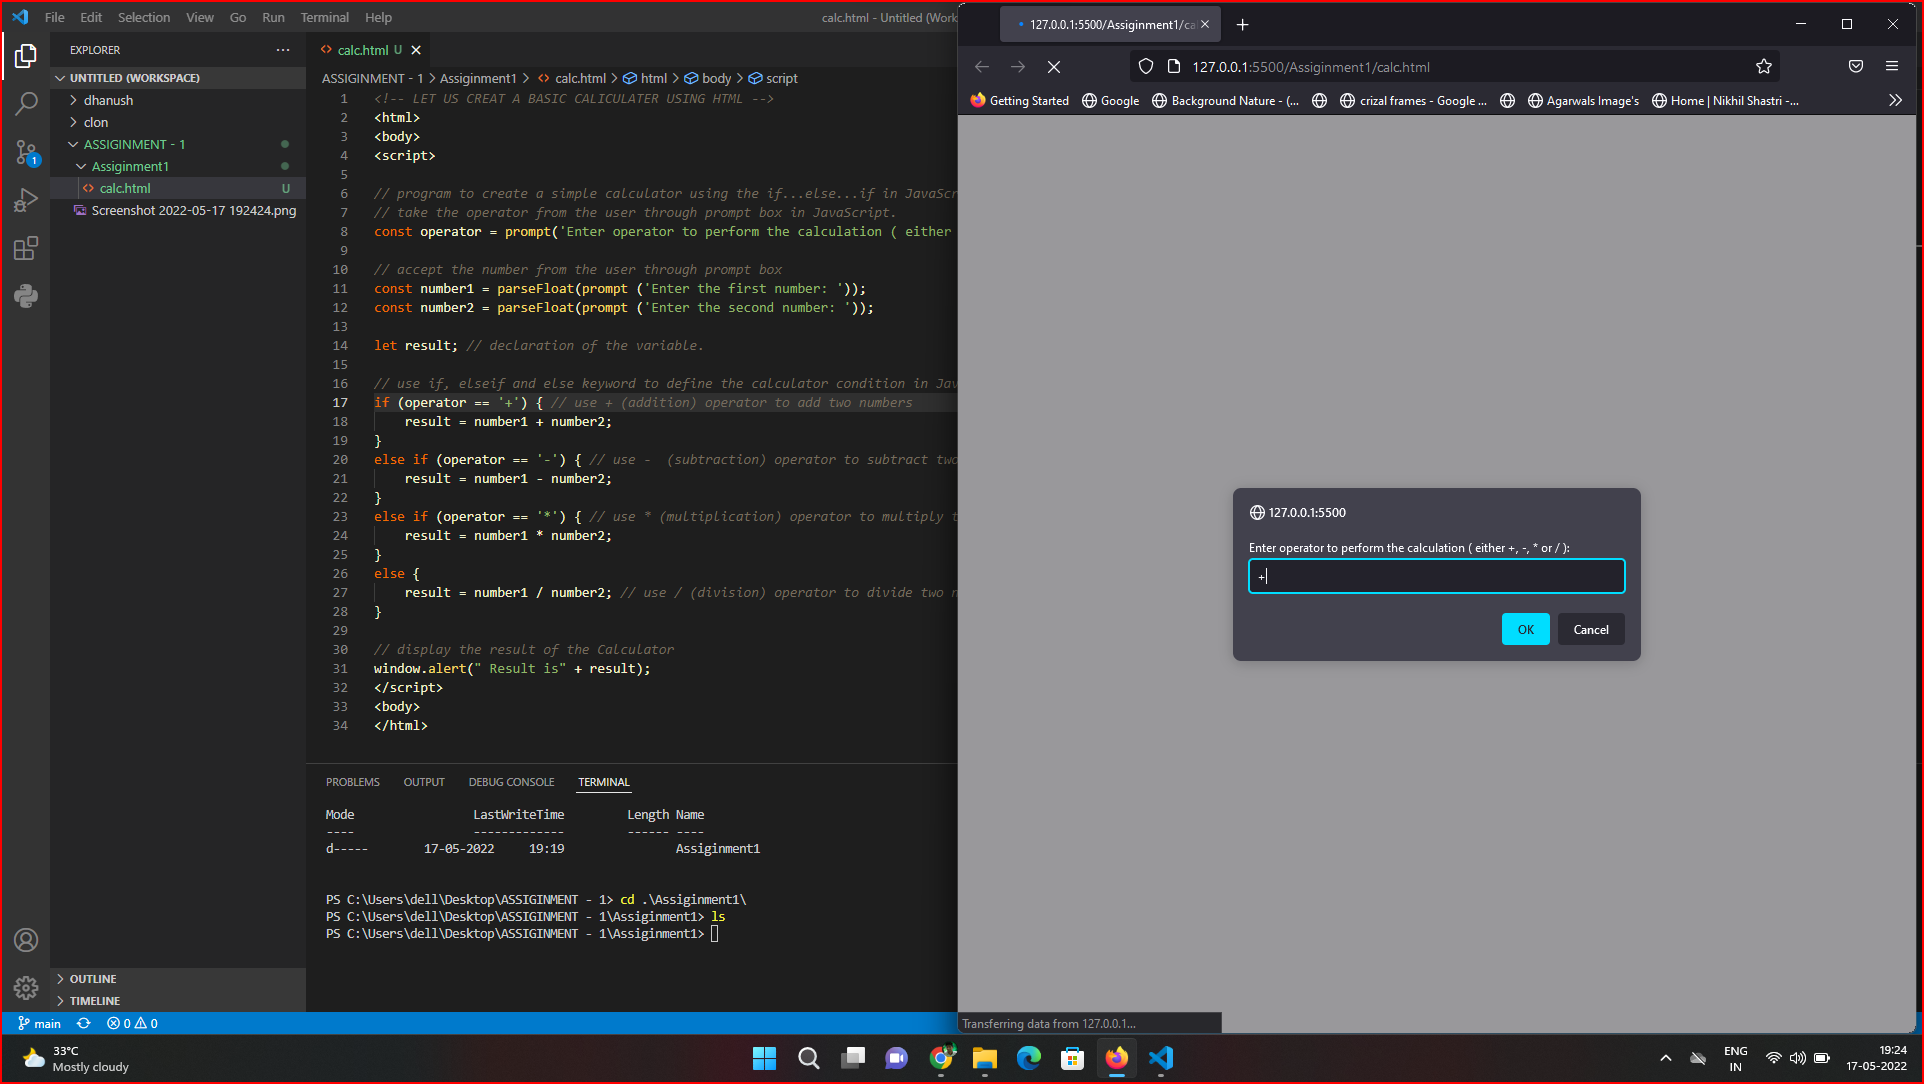 File Edit Selection View Go Run Terminal Help
calc.html - Untitled (Work
EXPLORER
UNTITLED (WORKSPACE)
dhanush
clon
ASSIGINMENT - 1
Assiginment1
calc.html U
Screenshot 2022-05-17 192424.png
OUTLINE
TIMELINE
calc.html U
ASSIGINMENT - 1 > Assiginment1 > calc.html > html > body > script
1 <!-- LET US CREAT A BASIC CALICULATER USING HTML -->
2 <html>
3 <body>
4 <script>
5
6 // program to create a simple calculator using the if...else...if in JavaScr
7 // take the operator from the user through prompt box in JavaScript.
8 const operator = prompt('Enter operator to perform the calculation ( either
9
10 // accept the number from the user through prompt box
11 const number1 = parseFloat(prompt ('Enter the first number: '));
12 const number2 = parseFloat(prompt ('Enter the second number: '));
13
14 let result; // declaration of the variable.
15
16 // use if, elseif and else keyword to define the calculator condition in Jav
17 if (operator == '+') { // use + (addition) operator to add two numbers
18 result = number1 + number2;
19 }
20 else if (operator == '-') { // use - (subtraction) operator to subtract two
21 result = number1 - number2;
22 }
23 else if (operator == '*') { // use * (multiplication) operator to multiply t
24 result = number1 * number2;
25 }
26 else {
27 result = number1 / number2; // use / (division) operator to divide two n
28 }
29
30 // display the result of the Calculator
31 window.alert(" Result is" + result);
32 </script>
33 <body>
34 </html>
PROBLEMS OUTPUT DEBUG CONSOLE TERMINAL
Mode LastWriteTime Length Name
---- ------------- ------ ----
d----- 17-05-2022 19:19 Assiginment1
PS C:\Users\dell\Desktop\ASSIGINMENT - 1> cd .\Assiginment1\
PS C:\Users\dell\Desktop\ASSIGINMENT - 1\Assiginment1> ls
PS C:\Users\dell\Desktop\ASSIGINMENT - 1\Assiginment1>
1
main 0 0
127.0.0.1:5500/Assiginment1/ca
127.0.0.1:5500/Assiginment1/calc.html
Getting Started Google Background Nature - (... crizal frames - Google ... Agarwals Image's Home | Nikhil Shastri -...
127.0.0.1:5500
Enter operator to perform the calculation ( either +, -, * or / ):
+
OK Cancel
Transferring data from 127.0.0.1...
33°C
Mostly cloudy
ENG
IN
19:24
17-05-2022